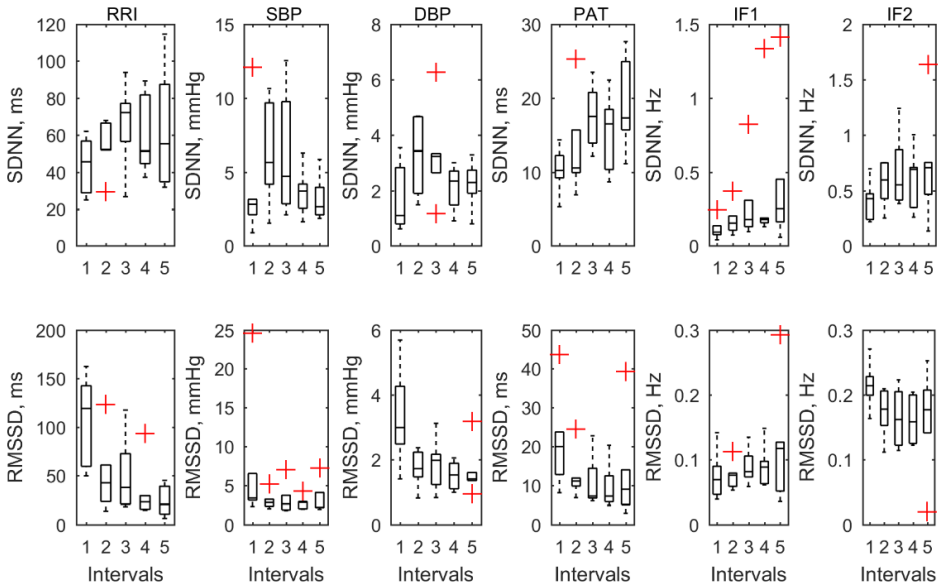 RRI SBP DBP PAT IF1 IF2
SDNN, ms SDNN, mmHg SDNN, mmHg SDNN, ms SDNN, Hz SDNN, Hz
120 15 8 30 1.5 2
100
80 10 6 20 1 1.5
60 4 1
40 5 2 10 0.5 0.5
20
0 0 0 0 0 0
1 2 3 4 5 1 2 3 4 5 1 2 3 4 5 1 2 3 4 5 1 2 3 4 5 1 2 3 4 5
RMSSD, ms RMSSD, mmHg RMSSD, mmHg RMSSD, ms RMSSD, Hz RMSSD, Hz
200 25 6 50 0.3 0.3
150 20 4 40 0.2 0.2
100 15 30
50 10 2 20 0.1 0.1
5 10
0 0 0 0 0 0
1 2 3 4 5 1 2 3 4 5 1 2 3 4 5 1 2 3 4 5 1 2 3 4 5 1 2 3 4 5
Intervals Intervals Intervals Intervals Intervals Intervals